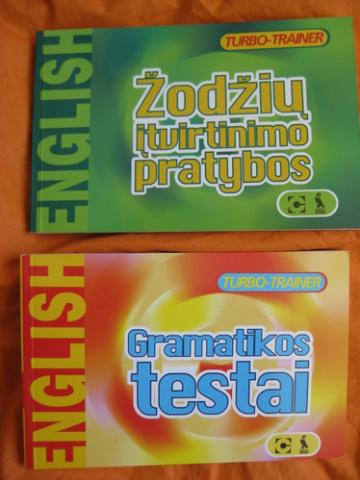 ENGLISH
TURBO-TRAINER
Žodžių
įtvirtinimo
pratybos
ENGLISH
TURBO-TRAINER
Gramatikos
testai